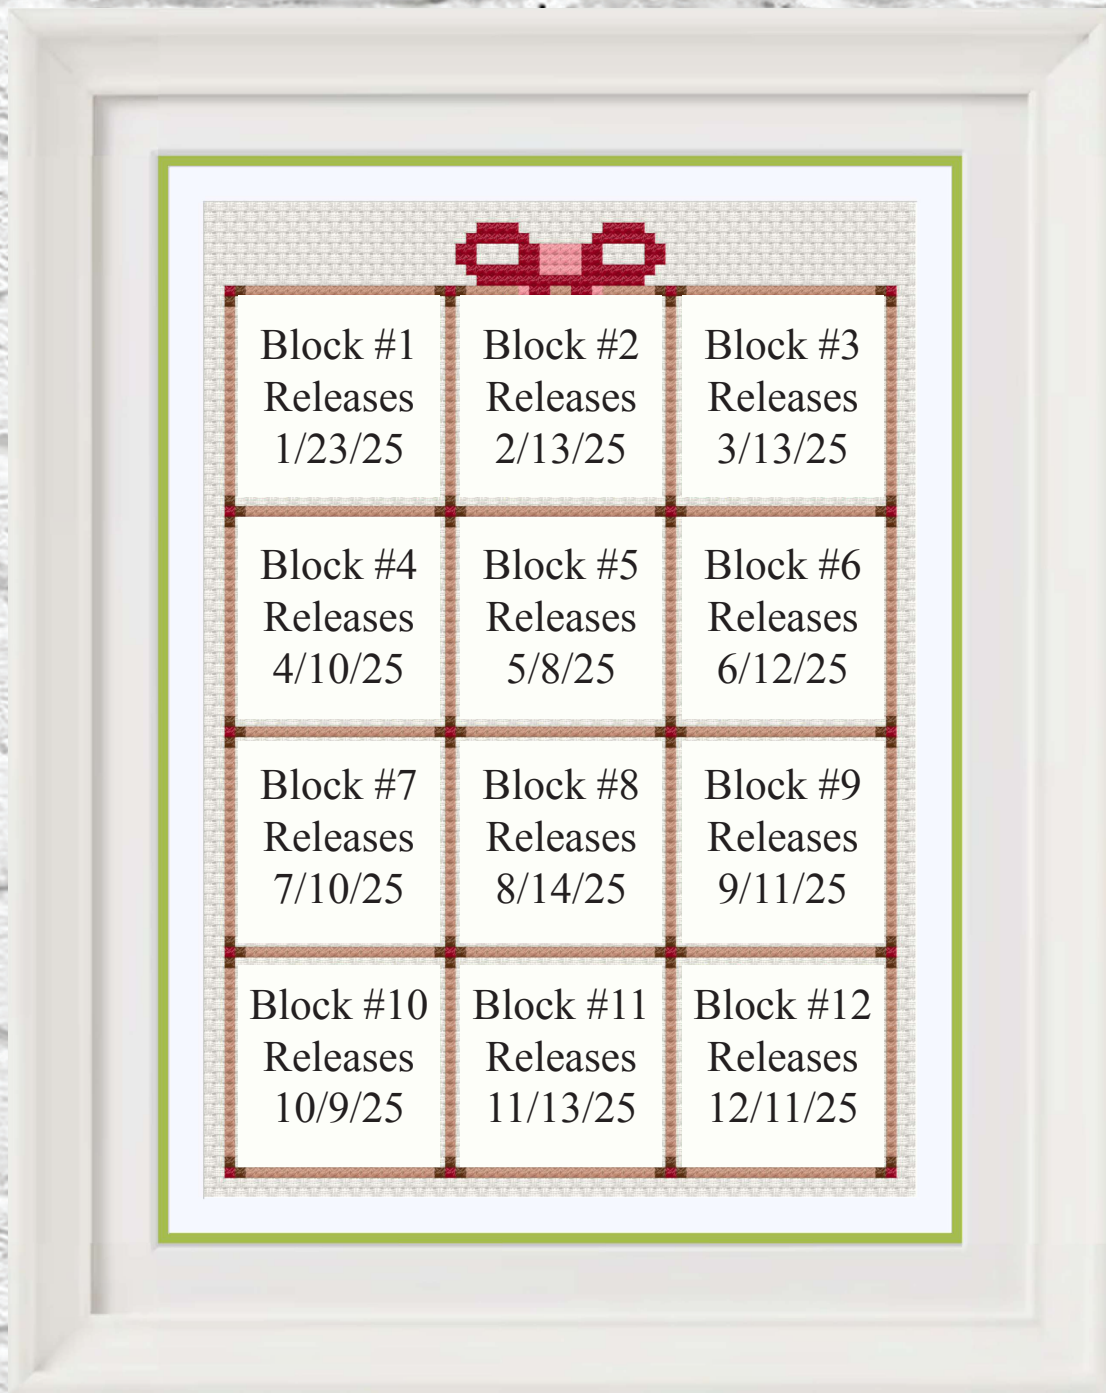 Block #1
Releases
1/23/25
Block #2
Releases
2/13/25
Block #3
Releases
3/13/25
Block #4
Releases
4/10/25
Block #5
Releases
5/8/25
Block #6
Releases
6/12/25
Block #7
Releases
7/10/25
Block #8
Releases
8/14/25
Block #9
Releases
9/11/25
Block #10
Releases
10/9/25
Block #11
Releases
11/13/25
Block #12
Releases
12/11/25